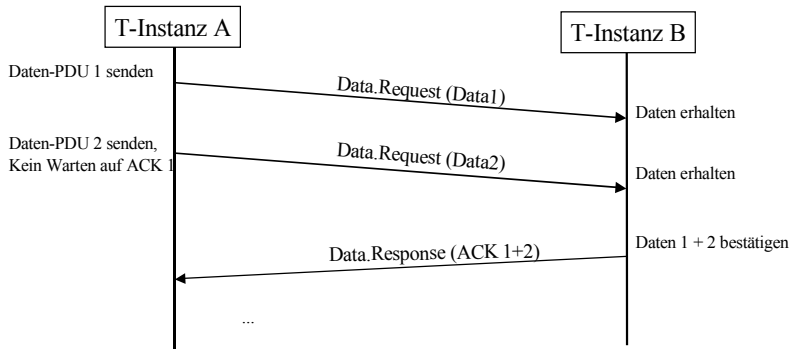 T-Instanz A
T-Instanz B
Daten-PDU 1 senden
Data.Request (Data1)
Daten erhalten
Daten-PDU 2 senden,
Kein Warten auf ACK 1
Data.Request (Data2)
Daten erhalten
Daten 1 + 2 bestätigen
Data.Response (ACK 1+2)
...